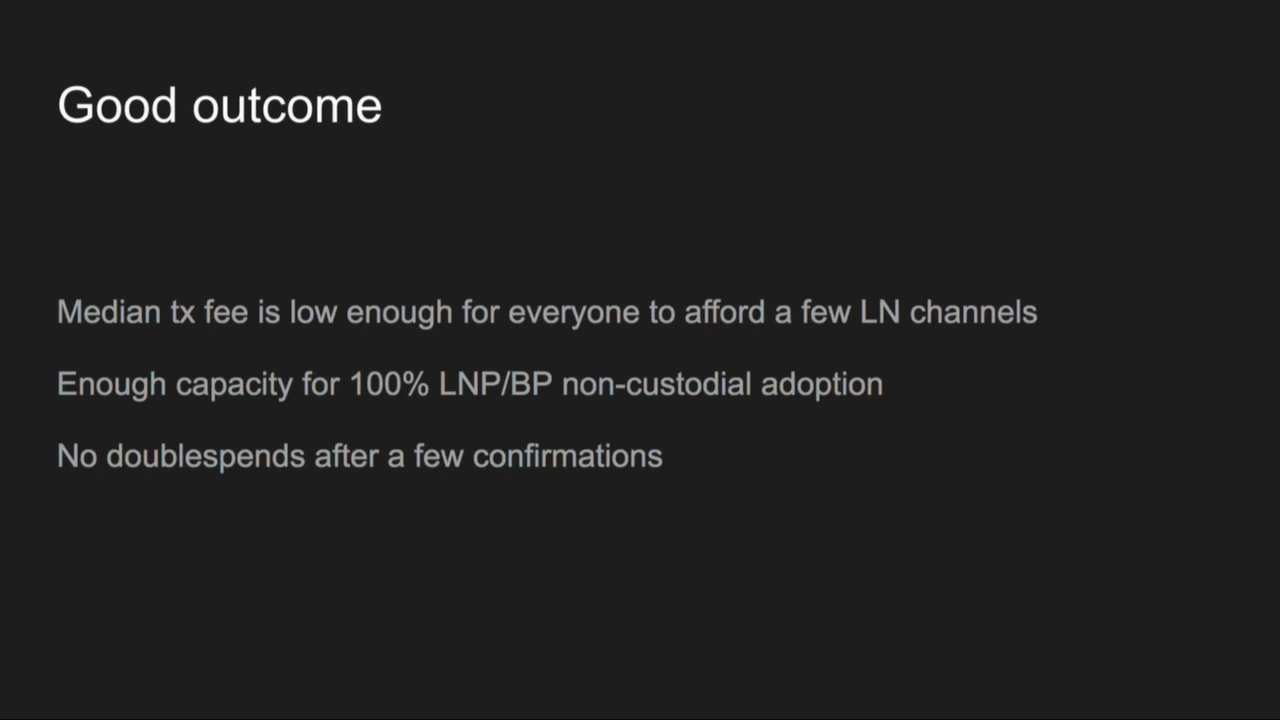 Good outcome
Median tx fee is low enough for everyone to afford a few LN channels
Enough capacity for 100% LNP/BP non-custodial adoption
No doublespends after a few confirmations